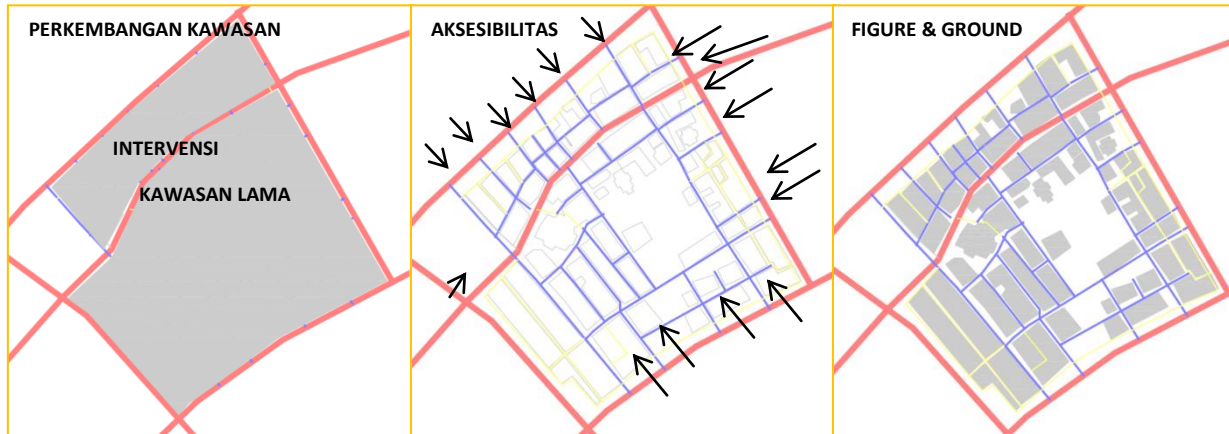 PERKEMBANGAN KAWASAN
INTERVENSI
KAWASAN LAMA
AKSESIBILITAS
FIGURE & GROUND